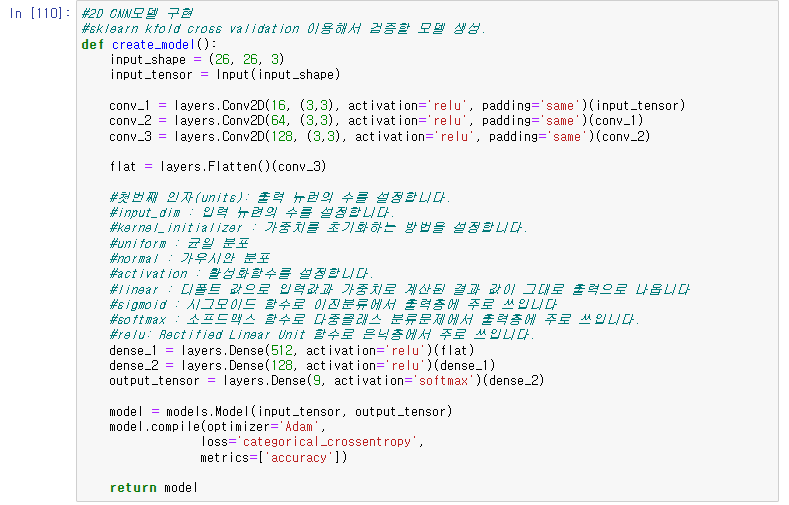 In [110]: #2D CNN모델 구현
#sklearn kfold cross validation 이용해서 검증할 모델 생성.
def create_model():
    input_shape = (26, 26, 3)
    input_tensor = Input(input_shape)

    conv_1 = layers.Conv2D(16, (3,3), activation='relu', padding='same')(input_tensor)
    conv_2 = layers.Conv2D(64, (3,3), activation='relu', padding='same')(conv_1)
    conv_3 = layers.Conv2D(128, (3,3), activation='relu', padding='same')(conv_2)

    flat = layers.Flatten()(conv_3)

    #첫번째 인자(units): 출력 뉴런의 수를 설정합니다.
    #input_dim : 입력 뉴런의 수를 설정합니다.
    #kernel_initializer : 가중치를 초기화하는 방법을 설정합니다.
    #uniform : 균일 분포
    #normal : 가우시안 분포
    #activation : 활성화함수를 설정합니다.
    #linear : 디폴트 값으로 입력값과 가중치로 계산된 결과 값이 그대로 출력으로 나옵니다
    #sigmoid : 시그모이드 함수로 이진분류에서 출력층에 주로 쓰입니다
    #softmax : 소프트맥스 함수로 다중클래스 분류문제에서 출력층에 주로 쓰입니다.
    #relu: Rectified Linear Unit 함수로 은닉층에서 주로 쓰입니다.
    dense_1 = layers.Dense(512, activation='relu')(flat)
    dense_2 = layers.Dense(128, activation='relu')(dense_1)
    output_tensor = layers.Dense(9, activation='softmax')(dense_2)

    model = models.Model(input_tensor, output_tensor)
    model.compile(optimizer='Adam',
                  loss='categorical_crossentropy',
                  metrics=['accuracy'])

    return model